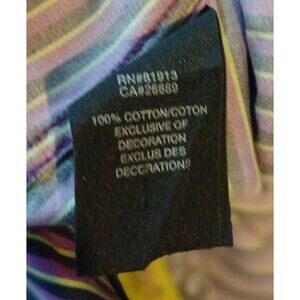 RN#81913
CA#26889
100% COTTON/COTON
EXCLUSIVE OF
DECORATION
EXCLUS DES
DECORATIONS